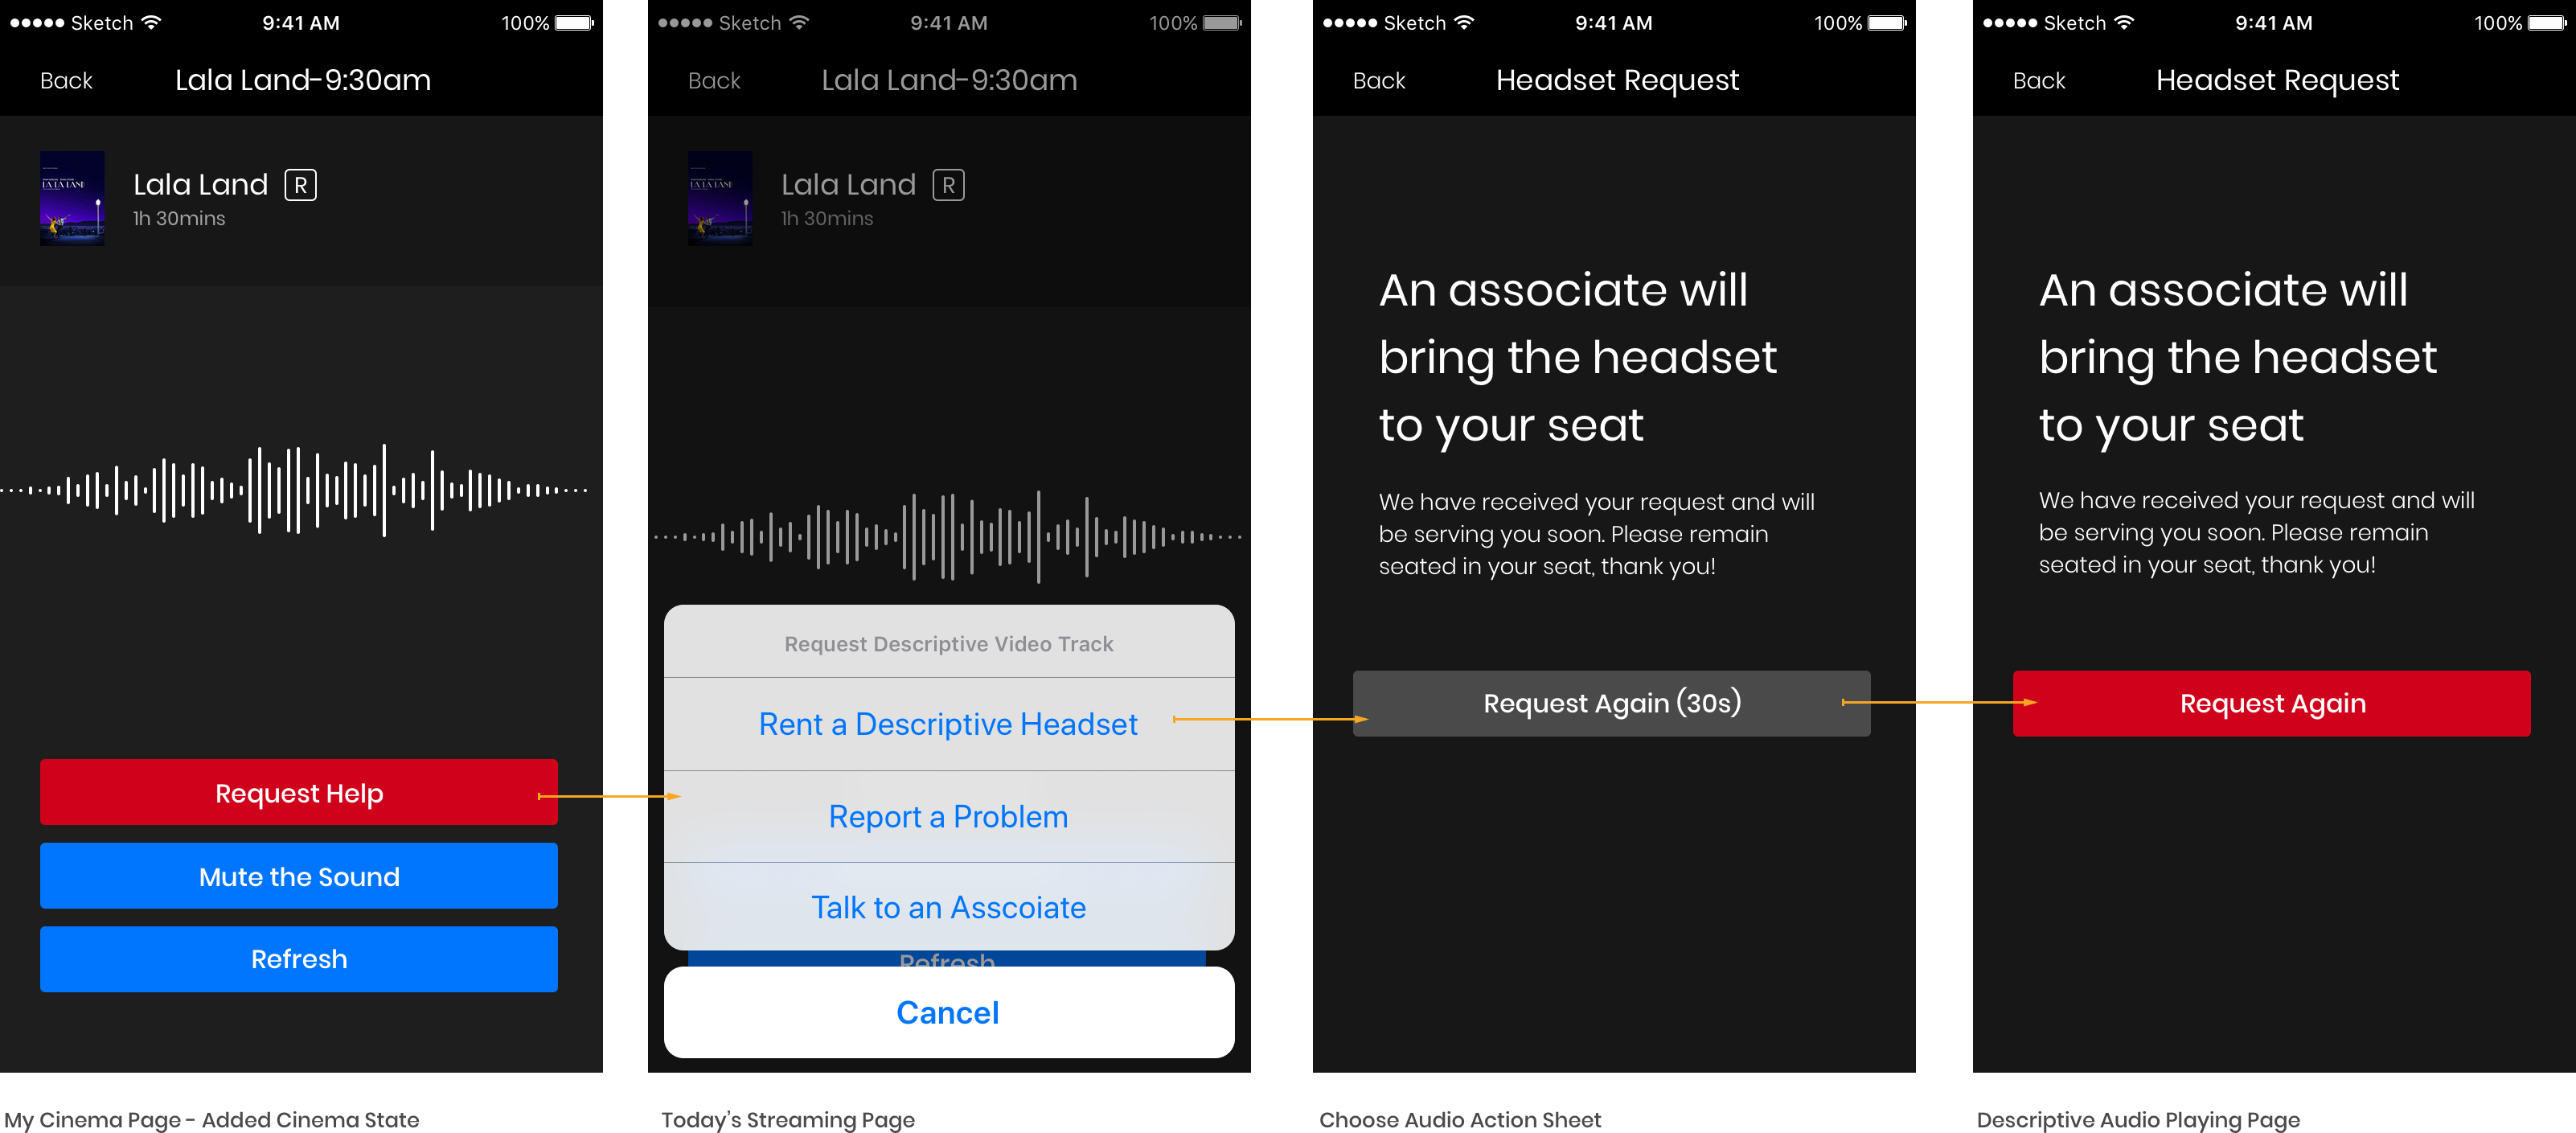 Sketch 9:41 AM 100%
Back Lala Land-9:30am
LA LA LAND
Lala Land R
1h 30mins
Request Help
Mute the Sound
Refresh
My Cinema Page - Added Cinema State
Sketch 9:41 AM 100%
Back Lala Land-9:30am
LA LA LAND
Lala Land R
1h 30mins
Request Descriptive Video Track
Rent a Descriptive Headset
Report a Problem
Talk to an Asscoiate
Refresh
Cancel
Today's Streaming Page
Sketch 9:41 AM 100%
Back Headset Request
An associate will
bring the headset
to your seat
We have received your request and will
be serving you soon. Please remain
seated in your seat, thank you!
Request Again (30s)
Choose Audio Action Sheet
Sketch 9:41 AM 100%
Back Headset Request
An associate will
bring the headset
to your seat
We have received your request and will
be serving you soon. Please remain
seated in your seat, thank you!
Request Again
Descriptive Audio Playing Page